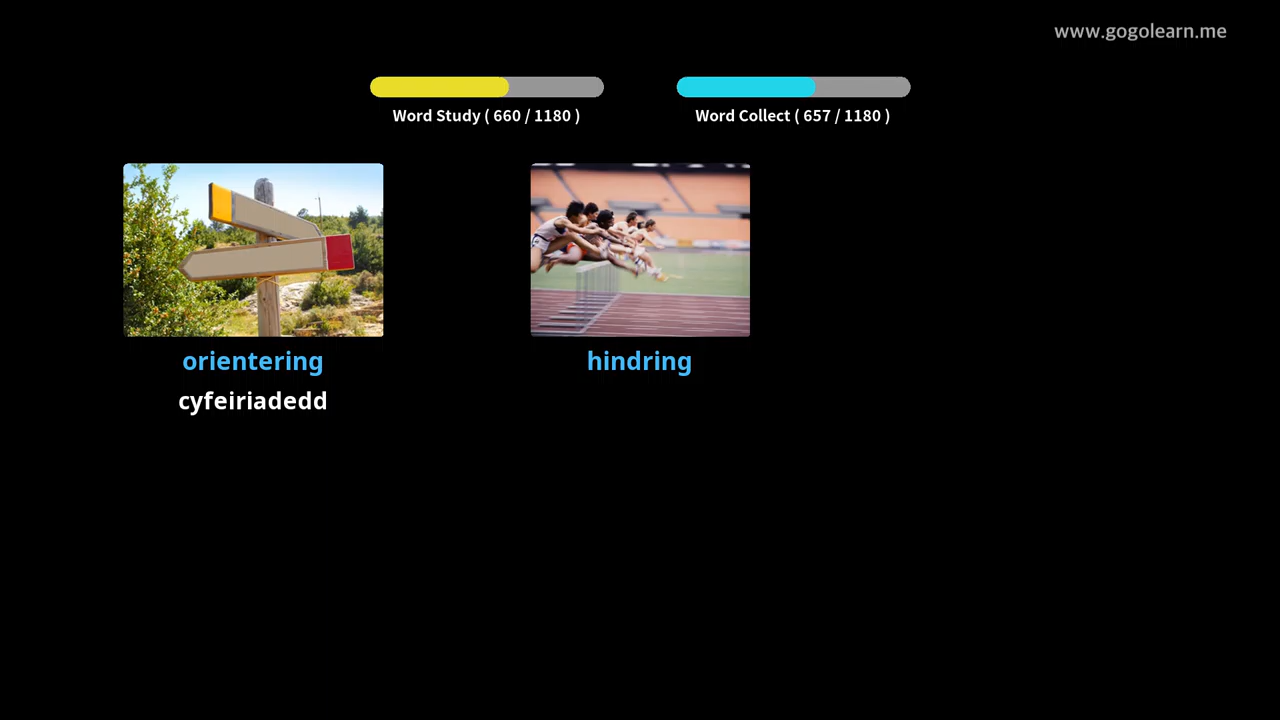 www.gogolearn.me
Word Study ( 660 / 1180 )
Word Collect ( 657 / 1180 )
orientering
cyfeiriadedd
hindring